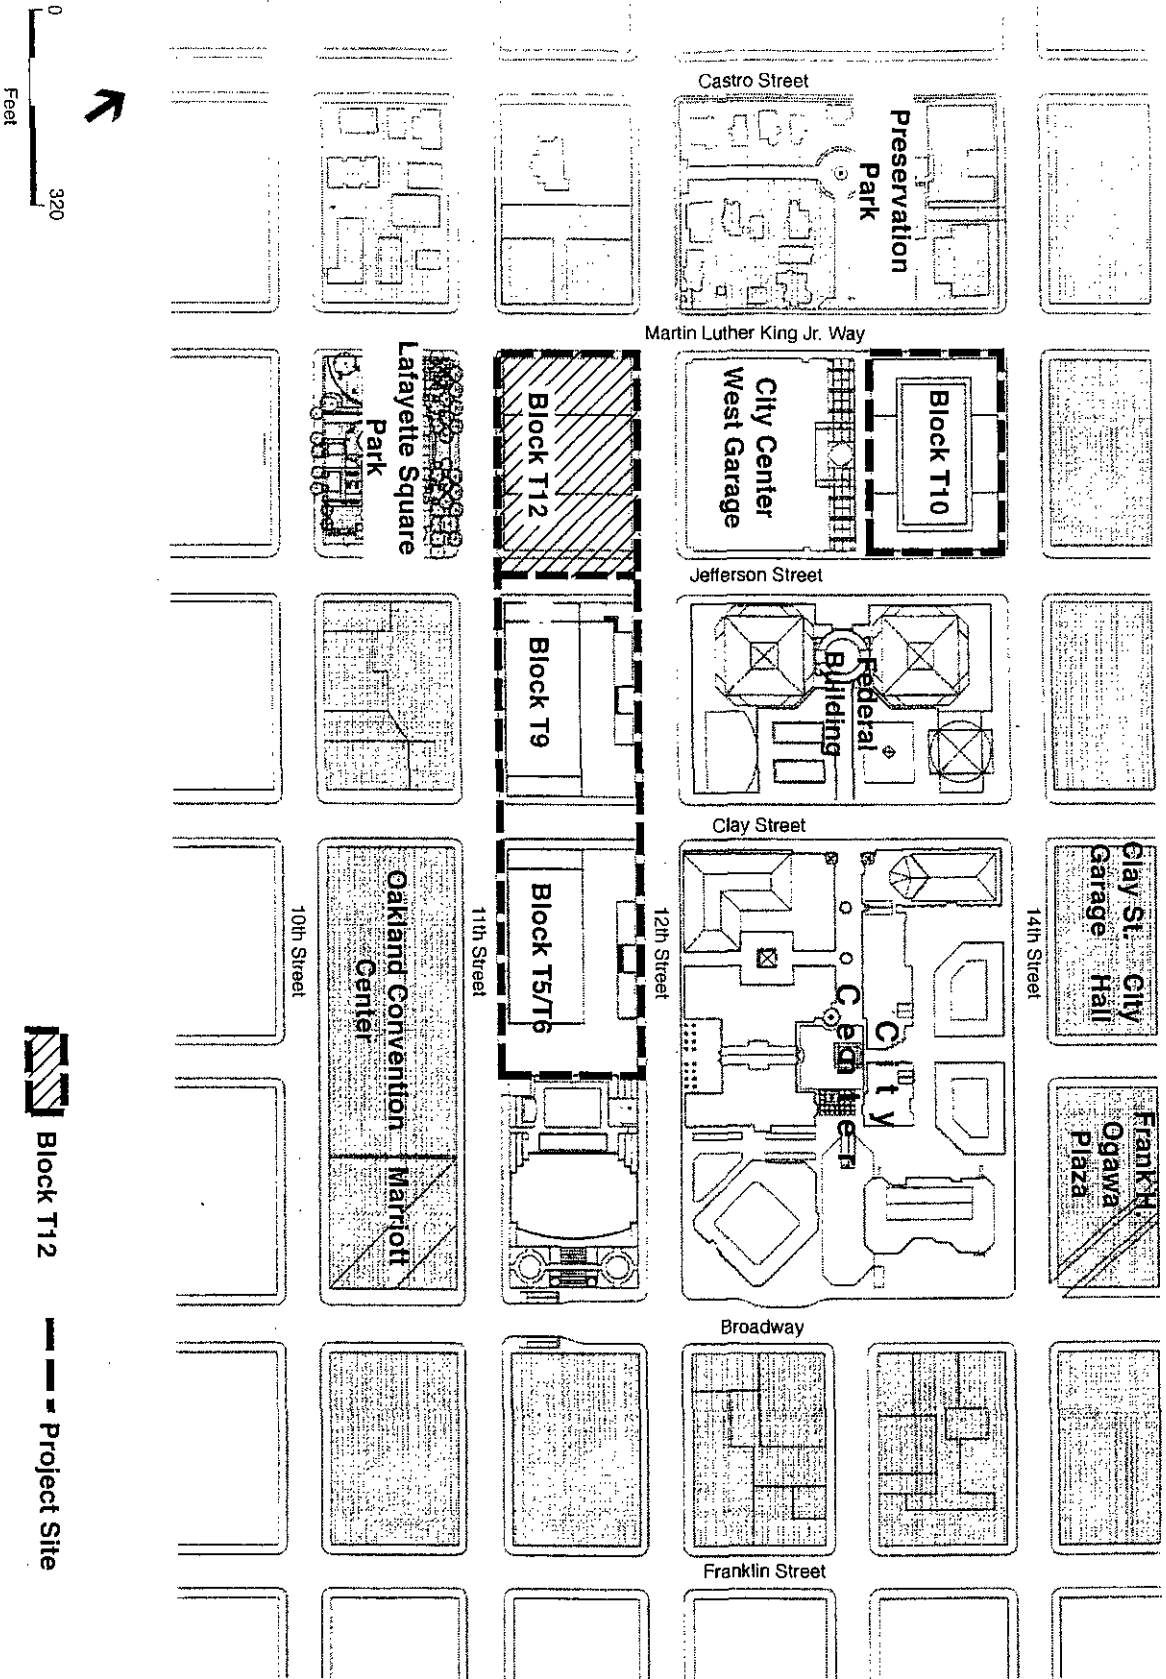 0
320
Feet
Castro Street
Preservation
Park
Martin Luther King Jr. Way
Lafayette Square
Park
Block T12
City Center
West Garage
Block T10
Jefferson Street
Block T9
Federal
Building
Clay Street
Oakland Convention
Center
Marriott
Block T5/T6
City
Center
Clay St.
Garage
City
Hall
10th Street
11th Street
12th Street
14th Street
Frank H.
Ogawa
Plaza
Broadway
Franklin Street
Block T12
Project Site